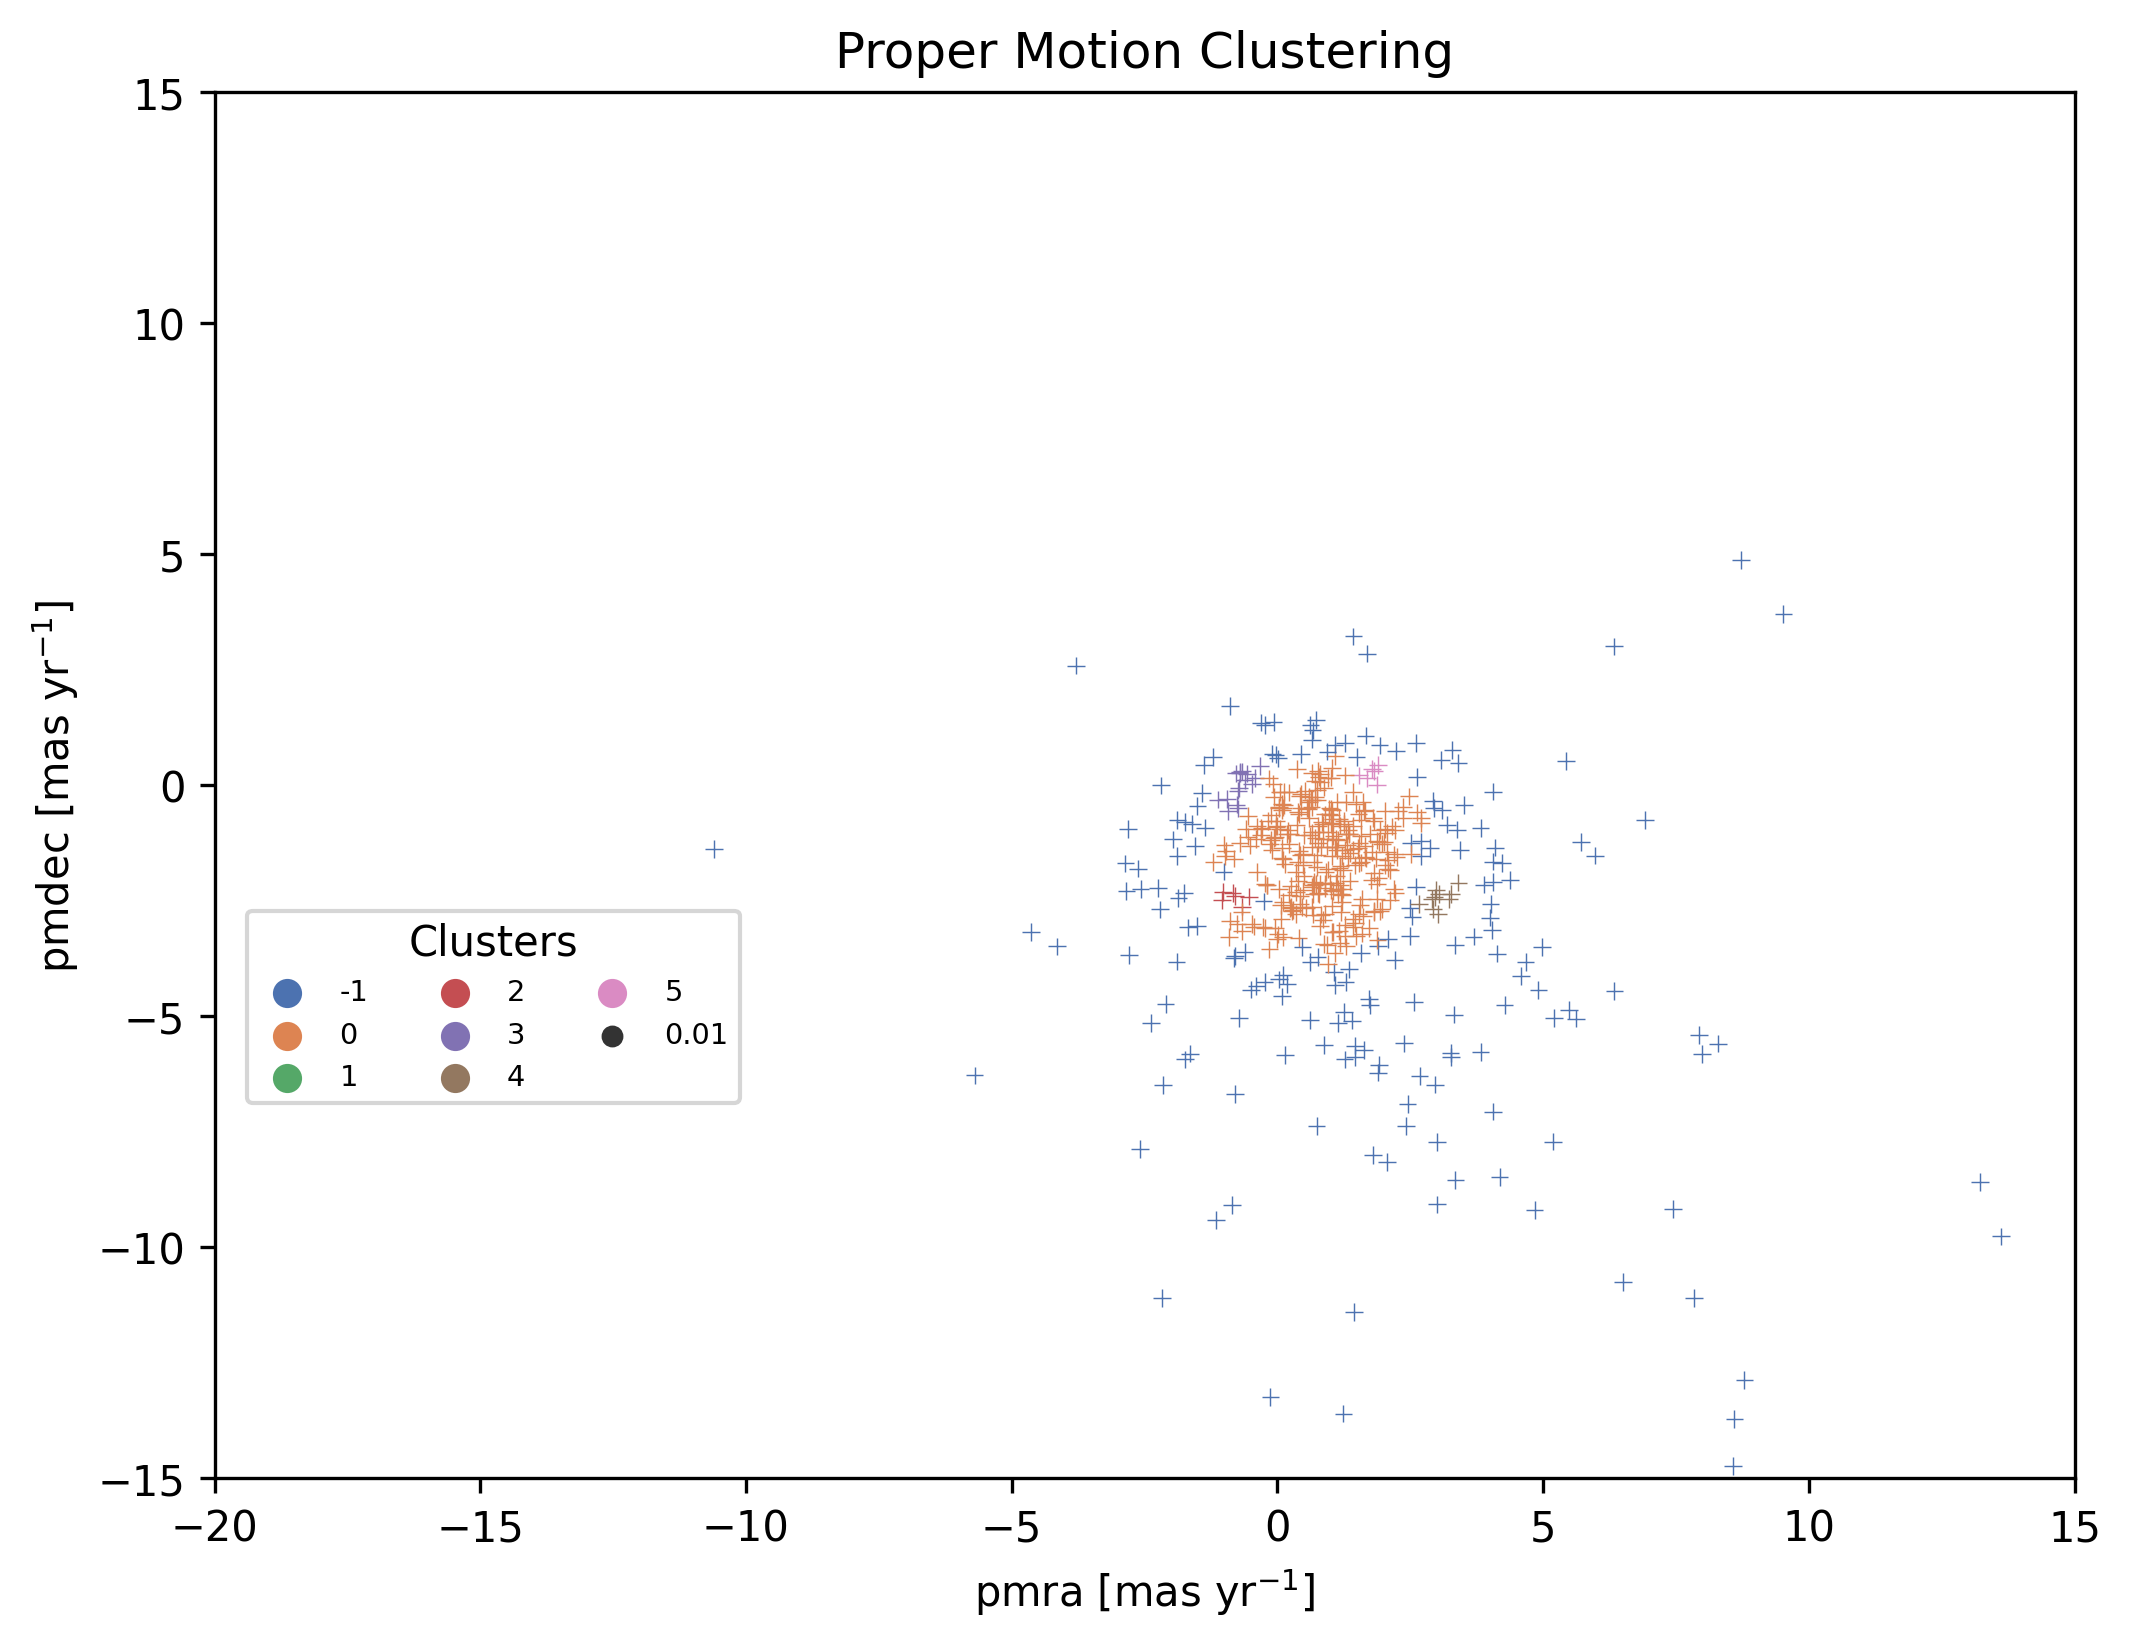 Proper Motion Clustering
15
10
5
0
−5
−10
−15
pmdec [mas yr⁻¹]
Clusters
-1 2 5
0 3 0.01
1 4
−20 −15 −10 −5 0 5 10 15
pmra [mas yr⁻¹]